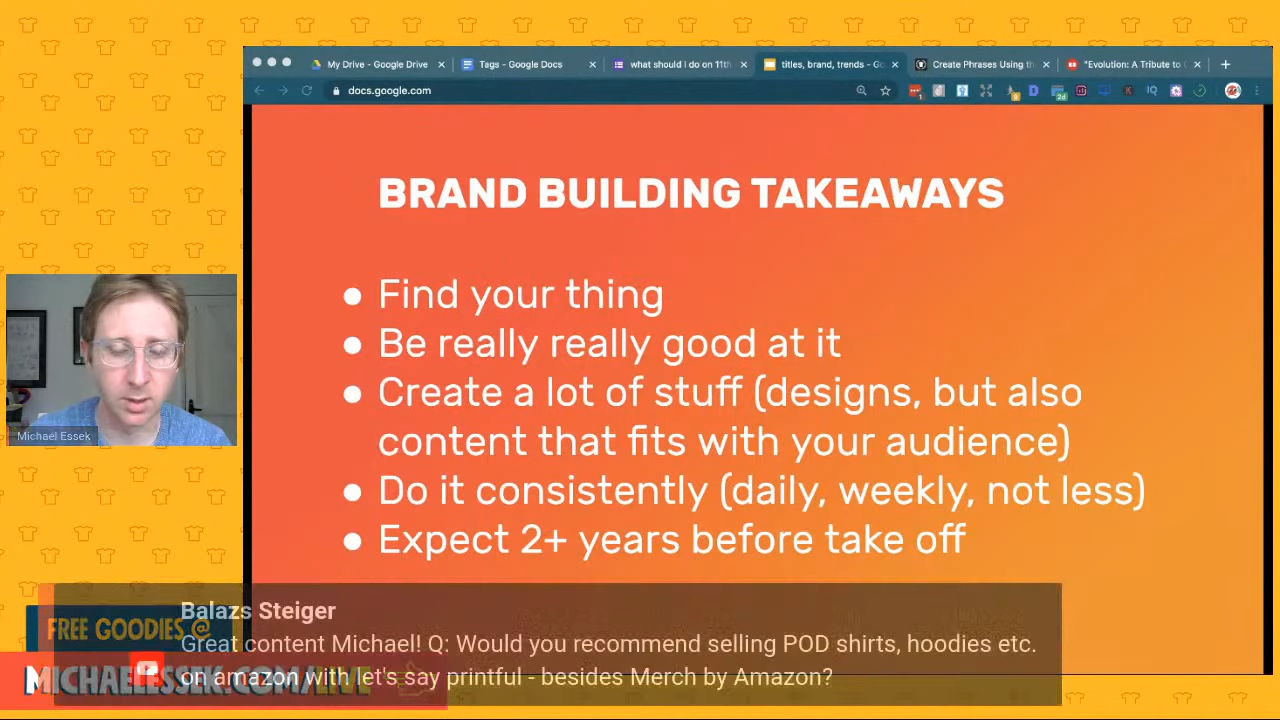 My Drive - Google Drive
Tags - Google Docs
what should I do on 11th
titles, brand, trends - Go
Create Phrases Using th
"Evolution: A Tribute to
docs.google.com
BRAND BUILDING TAKEAWAYS
● Find your thing
● Be really really good at it
● Create a lot of stuff (designs, but also
content that fits with your audience)
● Do it consistently (daily, weekly, not less)
● Expect 2+ years before take off
Michael Essek
Balazs Steiger
Great content Michael! Q: Would you recommend selling POD shirts, hoodies etc.
on amazon with let's say printful - besides Merch by Amazon?
FREE GOODIES @
MICHAELESSEK.COM/LIVE